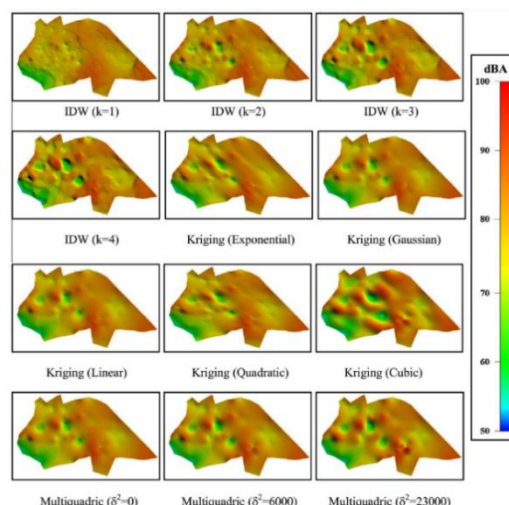 IDW (k=1) IDW (k=2) IDW (k=3)
IDW (k=4) Kriging (Exponential) Kriging (Gaussian)
Kriging (Linear) Kriging (Quadratic) Kriging (Cubic)
Multiquadric (δ²=0) Multiquadric (δ²=6000) Multiquadric (δ²=23000)
dBA
100
90
80
70
60
50